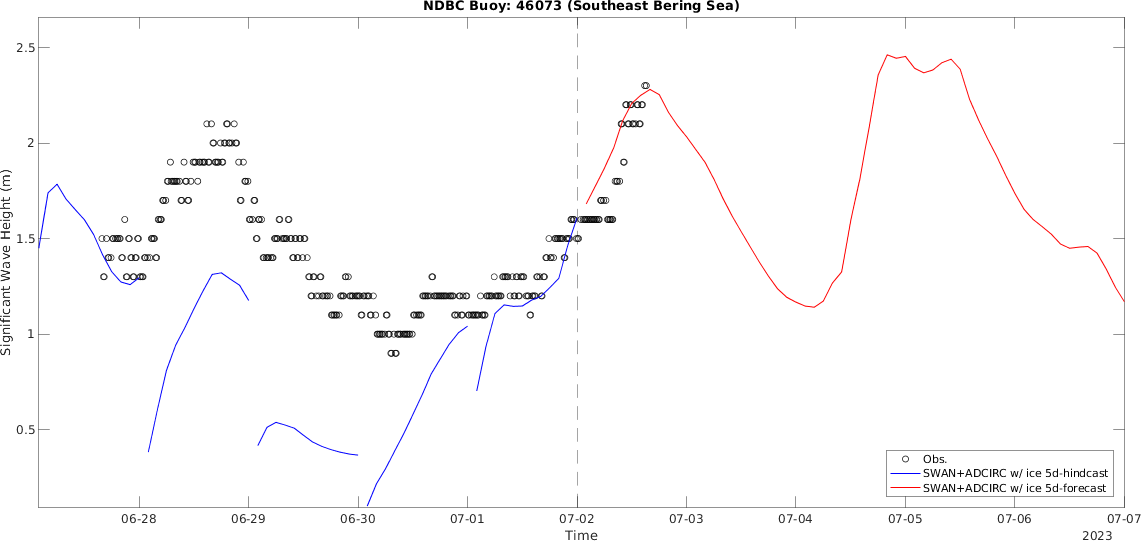 NDBC Buoy: 46073 (Southeast Bering Sea)
2.5
2
1.5
1
0.5
Significant Wave Height (m)
Obs.
SWAN+ADCIRC w/ ice 5d-hindcast
SWAN+ADCIRC w/ ice 5d-forecast
06-28 06-29 06-30 07-01 07-02 07-03 07-04 07-05 07-06 07-07
Time
2023